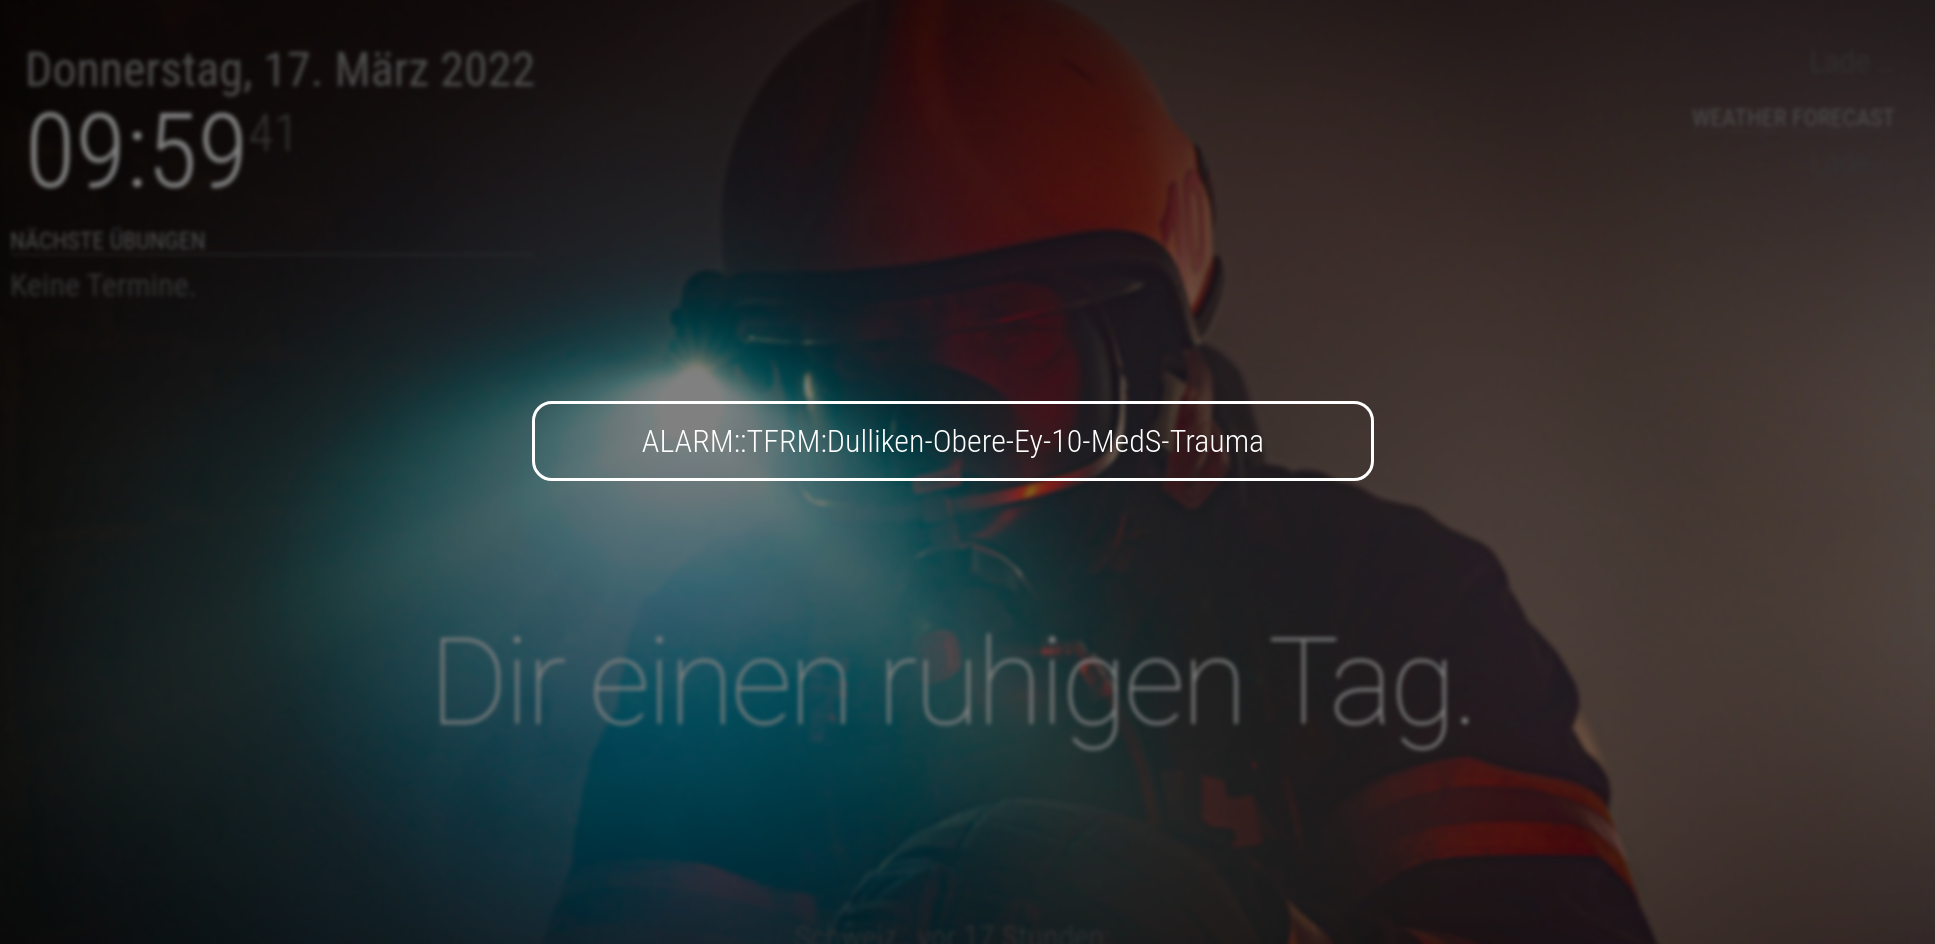 Donnerstag, 17. März 2022
09:59 41
NÄCHSTE ÜBUNGEN
Keine Termine.
Lade ...
WEATHER FORECAST
ALARM::TFRM:Dulliken-Obere-Ey-10-MedS-Trauma
Dir einen ruhigen Tag.
Schweiz , vor 17 Stunden: